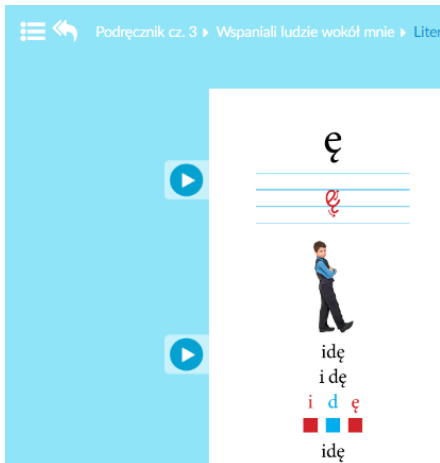 Podręcznik cz. 3 Wspaniali ludzie wokół mnie Liter
ę
ę
idę
i dę
i d ę
idę